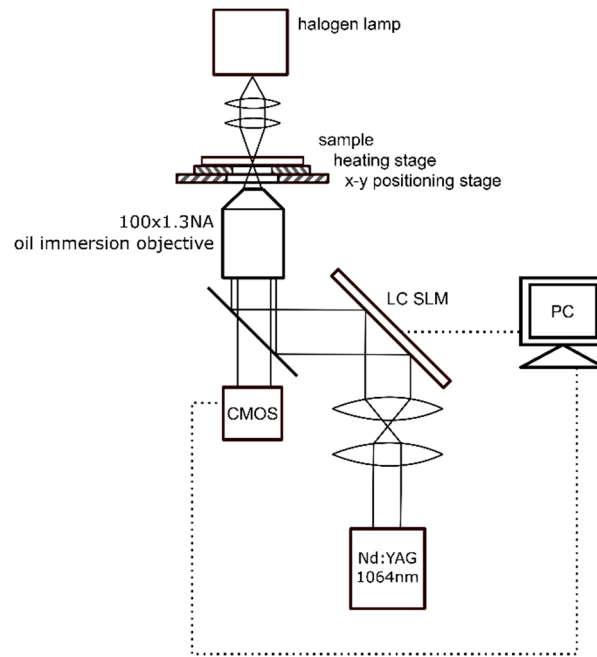 halogen lamp
sample
heating stage
x-y positioning stage
100x1.3NA
oil immersion objective
LC SLM
PC
CMOS
Nd:YAG
1064nm